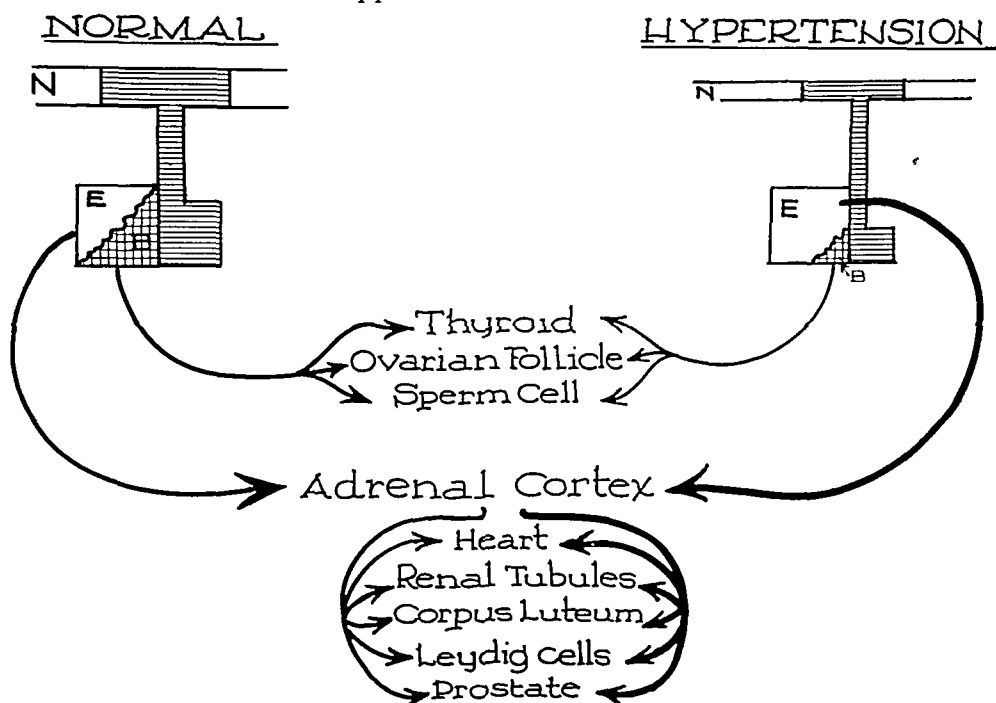 NORMAL
HYPERTENSION
N
N
E
B
E
B
Thyroid
Ovarian Follicle
Sperm Cell
Adrenal Cortex
Heart
Renal Tubules
Corpus Luteum
Leydig cells
Prostate